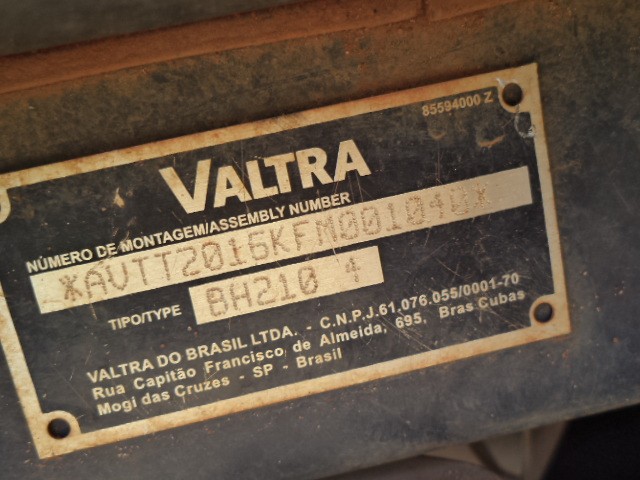 85594000 Z
VALTRA
NÚMERO DE MONTAGEM/ASSEMBLY NUMBER
TIPO/TYPE BH210 4
VALTRA DO BRASIL LTDA. - C.N.P.J.61.076.055/0001-70
Rua Capitão Francisco de Almeida, 695, Bras Cubas
Mogi das Cruzes - SP - Brasil